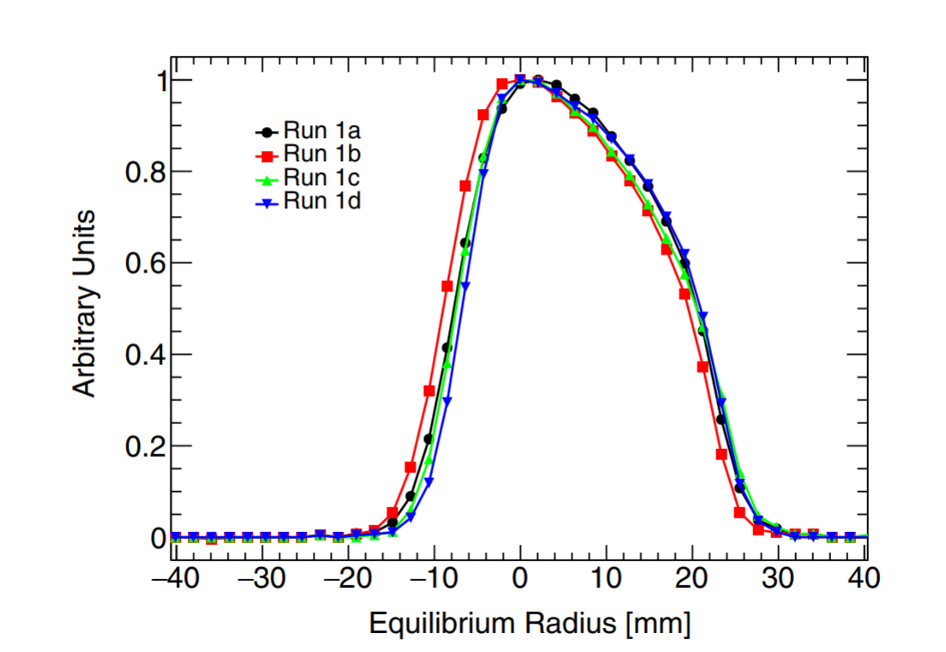 1
0.8
0.6
0.4
0.2
0
Arbitrary Units
Run 1a
Run 1b
Run 1c
Run 1d
−40 −30 −20 −10 0 10 20 30 40
Equilibrium Radius [mm]